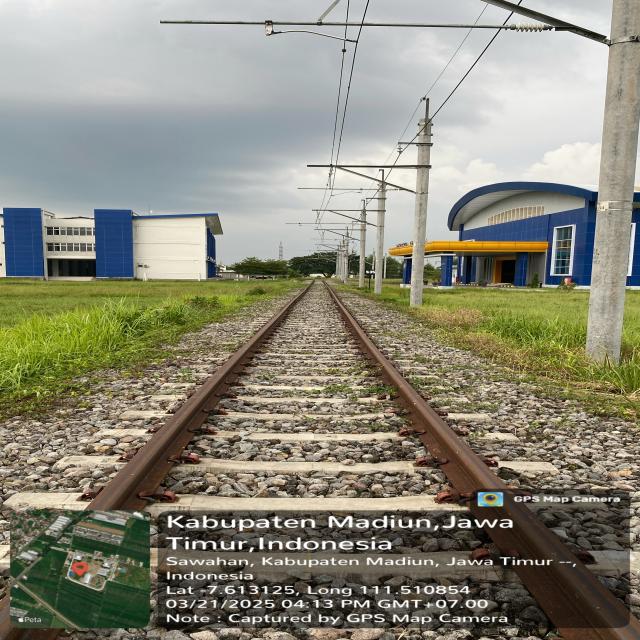 GPS Map Camera
Kabupaten Madiun,Jawa
Timur,Indonesia
Sawahan, Kabupaten Madiun, Jawa Timur --,
Indonesia
Lat -7.613125, Long 111.510854
03/21/2025 04:13 PM GMT+07.00
Note : Captured by GPS Map Camera
Peta